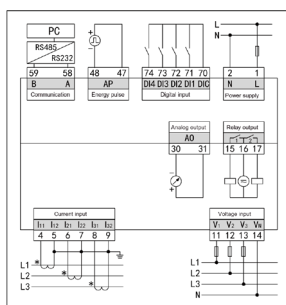 PC
RS485
RS232
L
N
59 58
48 47
74 73 72 71 70
2 1
B A
AP
DI4 DI3 DI2 DI1 DIC
N L
Communication
Energy pulse
Digital input
Power supply
Analog output
Relay output
AO
30 31
15 16 17
Current input
Voltage input
I11 I12 I21 I22 I31 I32
V1 V2 V3 VN
4 5 6 7 8 9
11 12 13 14
L1
L2
L3
L1
L2
L3
N